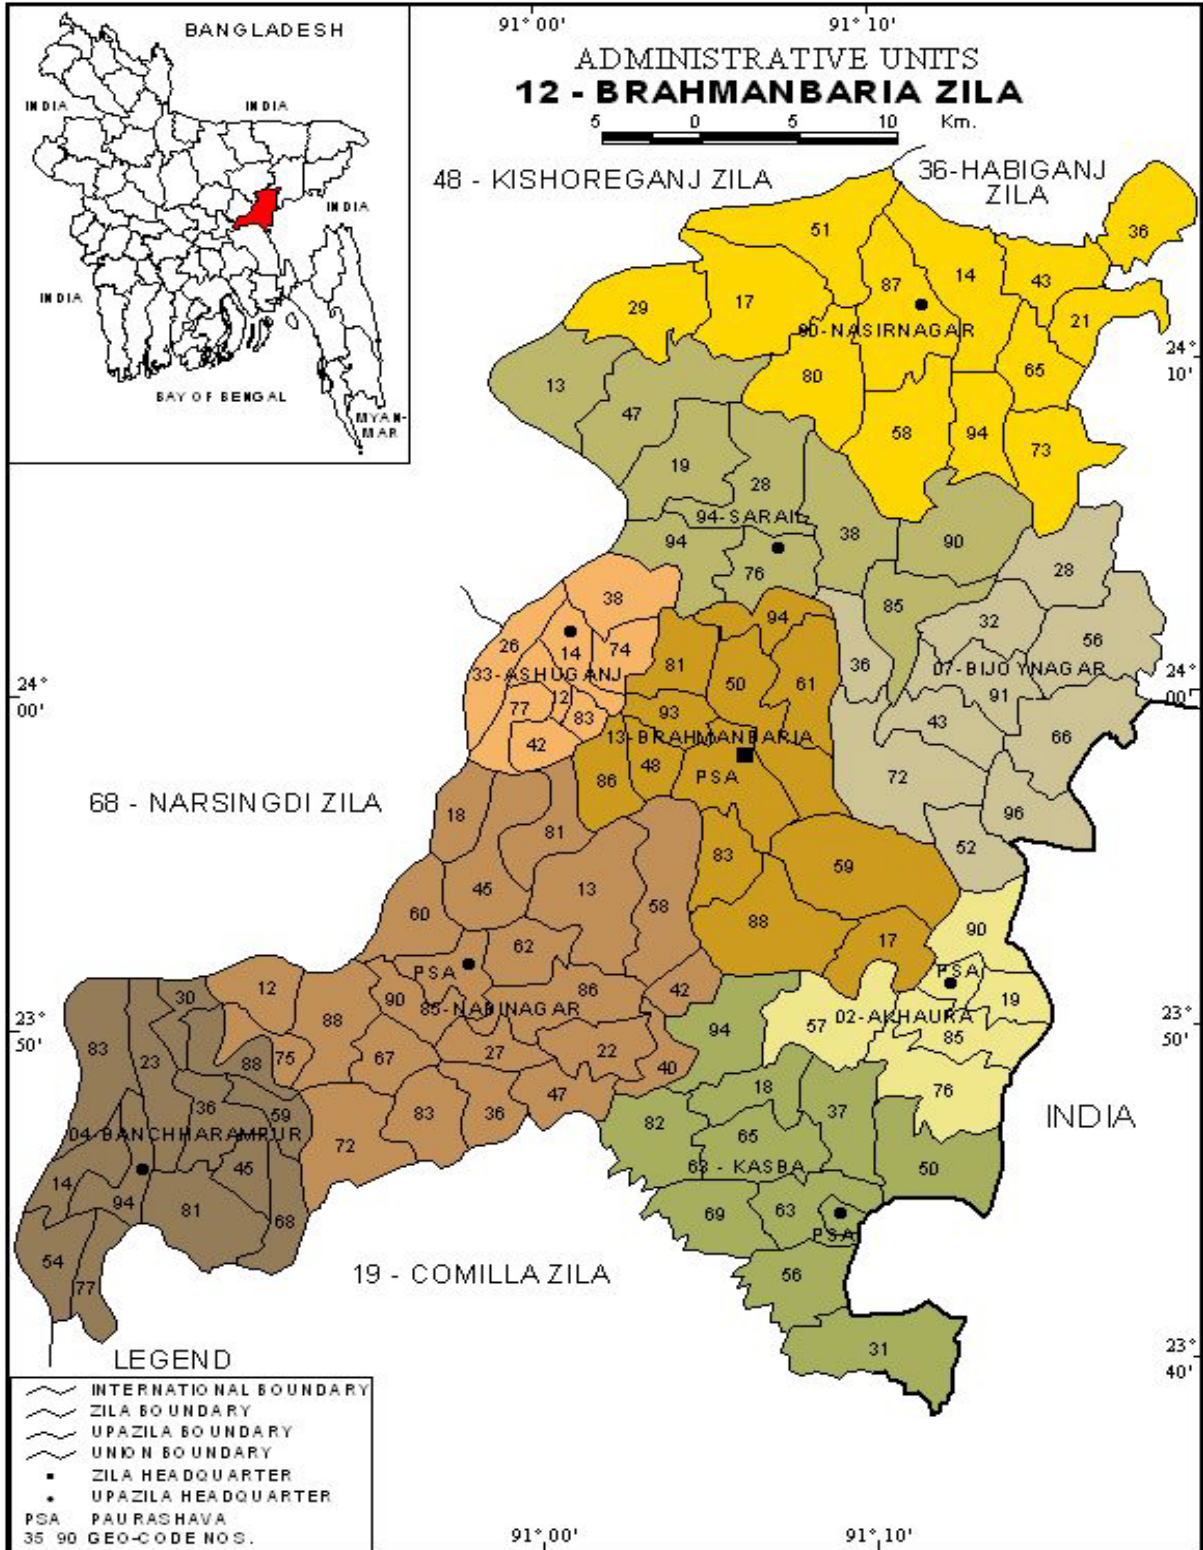 BANGLADESH
INDIA
INDIA
INDIA
INDIA
BAY OF BENGAL
MYAN-
MAR
91° 00'
91° 10'
ADMINISTRATIVE UNITS
12 - BRAHMANBARIA ZILA
5 0 5 10 Km.
48 - KISHOREGANJ ZILA
36-HABIGANJ
ZILA
36
51
87
14
43
29
17
21
90-NASIRNAGAR
24°
10'
80
65
58
94
73
13
47
19
28
94-SARAIL
94
38
90
76
85
28
32
56
36
07-BIJOYNAGAR
91
43
66
72
96
52
24°
00'
38
26
14
74
33-ASHUGANJ
77
12
83
42
24°
00'
94
81
50
61
93
13-BRAHMANBARIA
86
48
PSA
83
59
88
17
68 - NARSINGDI ZILA
18
81
45
13
58
60
62
PSA
12
88
90
86
42
85-NABINAGAR
75
67
27
22
40
47
83
36
72
90
PSA
19
57
02-AKHAURA
85
76
23°
50'
23°
50'
30
83
23
88
36
59
04-BANCHHARAMPUR
45
14
94
81
68
54
77
94
18
82
37
65
63 - KASBA
50
69
63
PSA
56
31
INDIA
19 - COMILLA ZILA
23°
40'
LEGEND
INTERNATIONAL BOUNDARY
ZILA BOUNDARY
UPAZILA BOUNDARY
UNION BOUNDARY
ZILA HEADQUARTER
UPAZILA HEADQUARTER
PSA PAURASHAVA
35 90 GEO-CODE NOS.
91° 00'
91° 10'